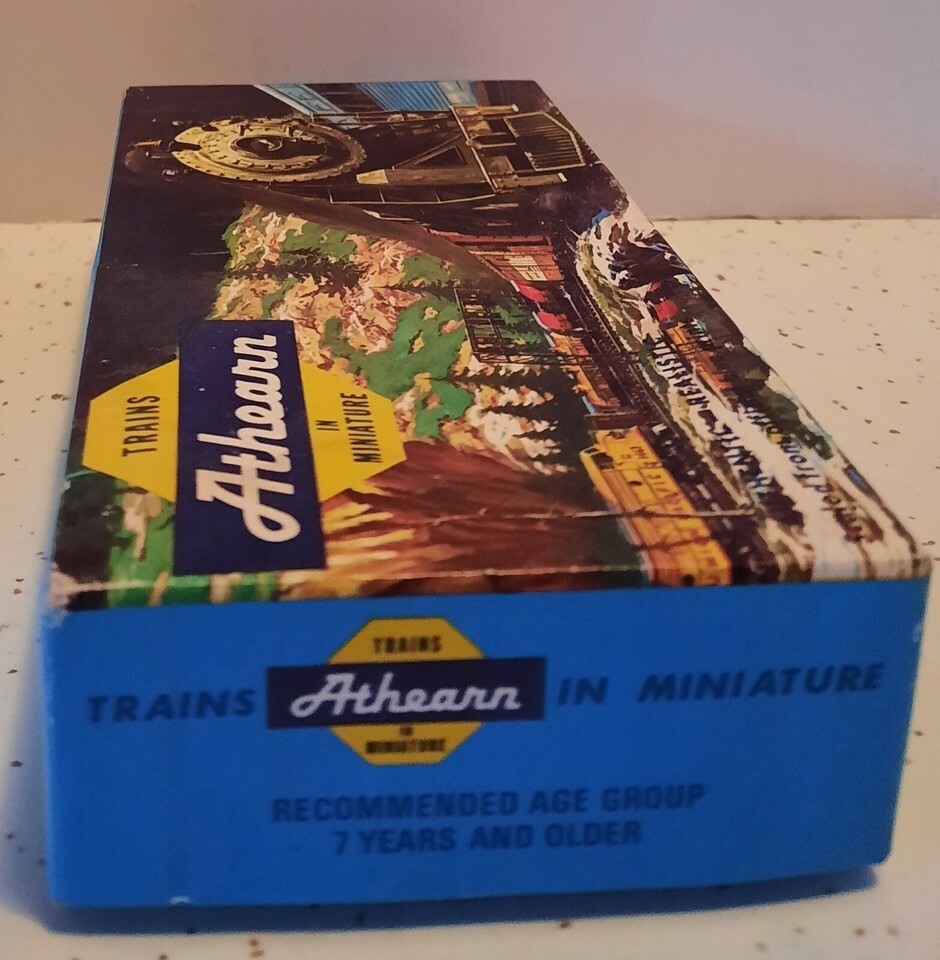 TRAINS
Athearn
IN
MINIATURE
TRAINS
TRAINS Athearn IN MINIATURE
IN
MINIATURE
RECOMMENDED AGE GROUP
7 YEARS AND OLDER